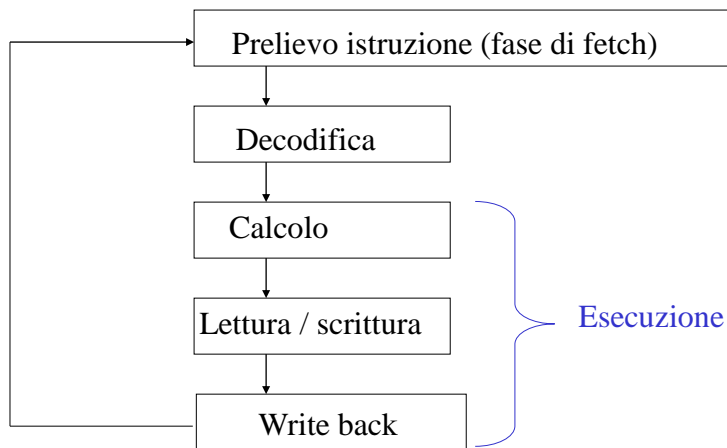 Prelievo istruzione (fase di fetch)
Decodifica
Calcolo
Lettura / scrittura
Esecuzione
Write back